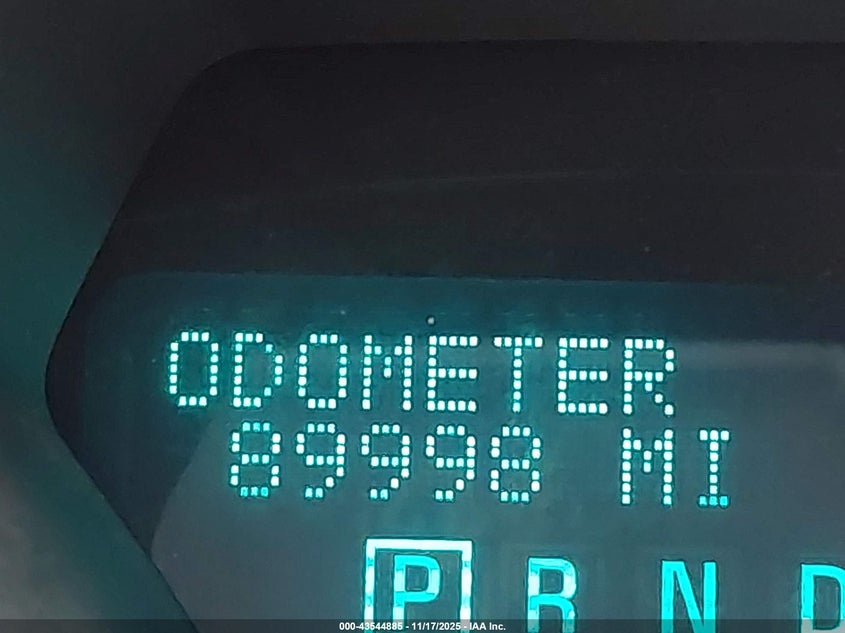 ODOMETER
89998 MI
P R N D
000-43544885 - 11/17/2025 - IAA Inc.